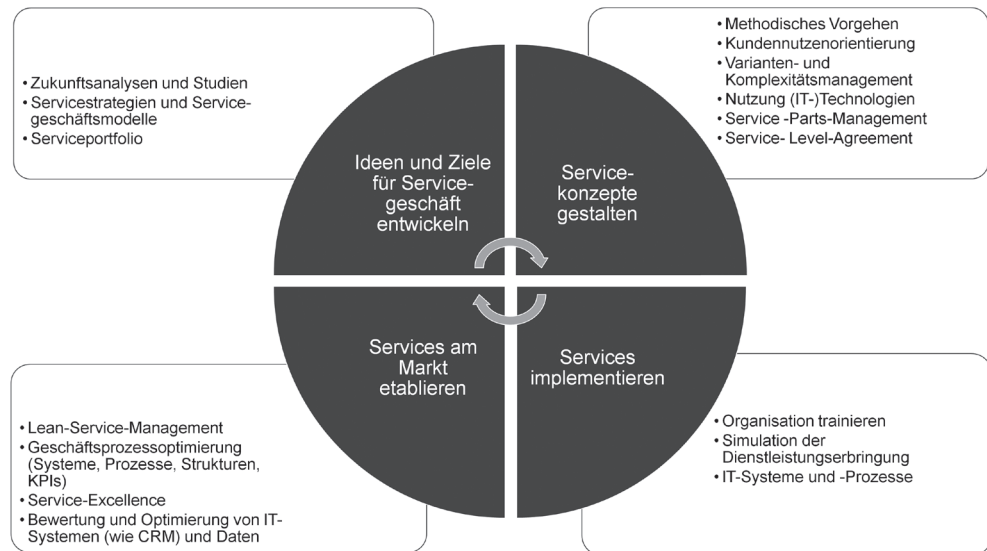 • Zukunftsanalysen und Studien
• Servicestrategien und Service-
geschäftsmodelle
• Serviceportfolio
• Methodisches Vorgehen
• Kundennutzenorientierung
• Varianten- und
Komplexitätsmanagement
• Nutzung (IT-)Technologien
• Service -Parts-Management
• Service- Level-Agreement
Ideen und Ziele
für Service-
geschäft
entwickeln
Service-
konzepte
gestalten
Services am
Markt
etablieren
Services
implementieren
• Lean-Service-Management
• Geschäftsprozessoptimierung
(Systeme, Prozesse, Strukturen,
KPIs)
• Service-Excellence
• Bewertung und Optimierung von IT-
Systemen (wie CRM) und Daten
• Organisation trainieren
• Simulation der
Dienstleistungserbringung
• IT-Systeme und -Prozesse